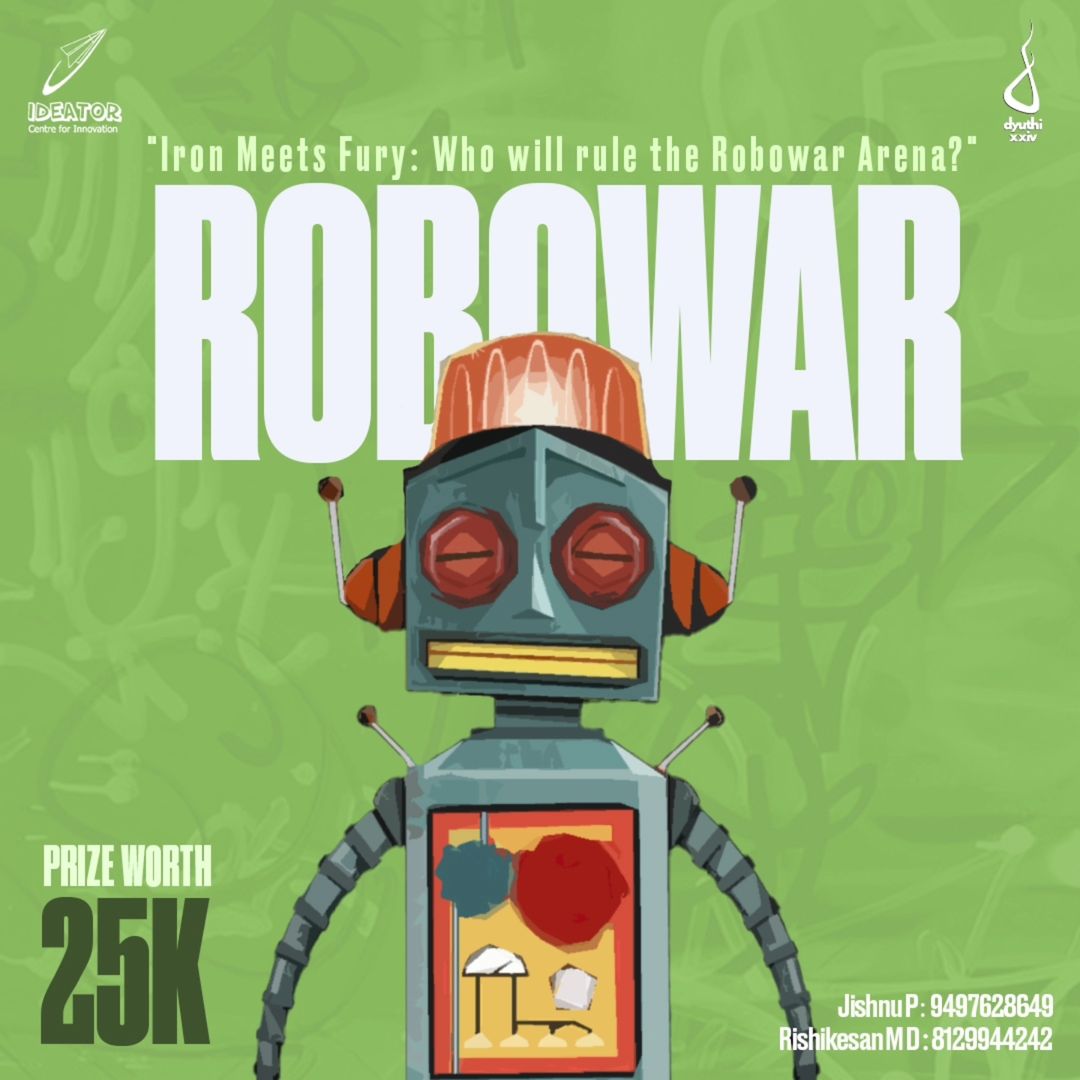 IDEATOR
Centre for Innovation
dyuthi
xxiv
"Iron Meets Fury: Who will rule the Robowar Arena?"
ROBOWAR
PRIZE WORTH
25K
Jishnu P : 9497628649
Rishikesan M D : 8129944242